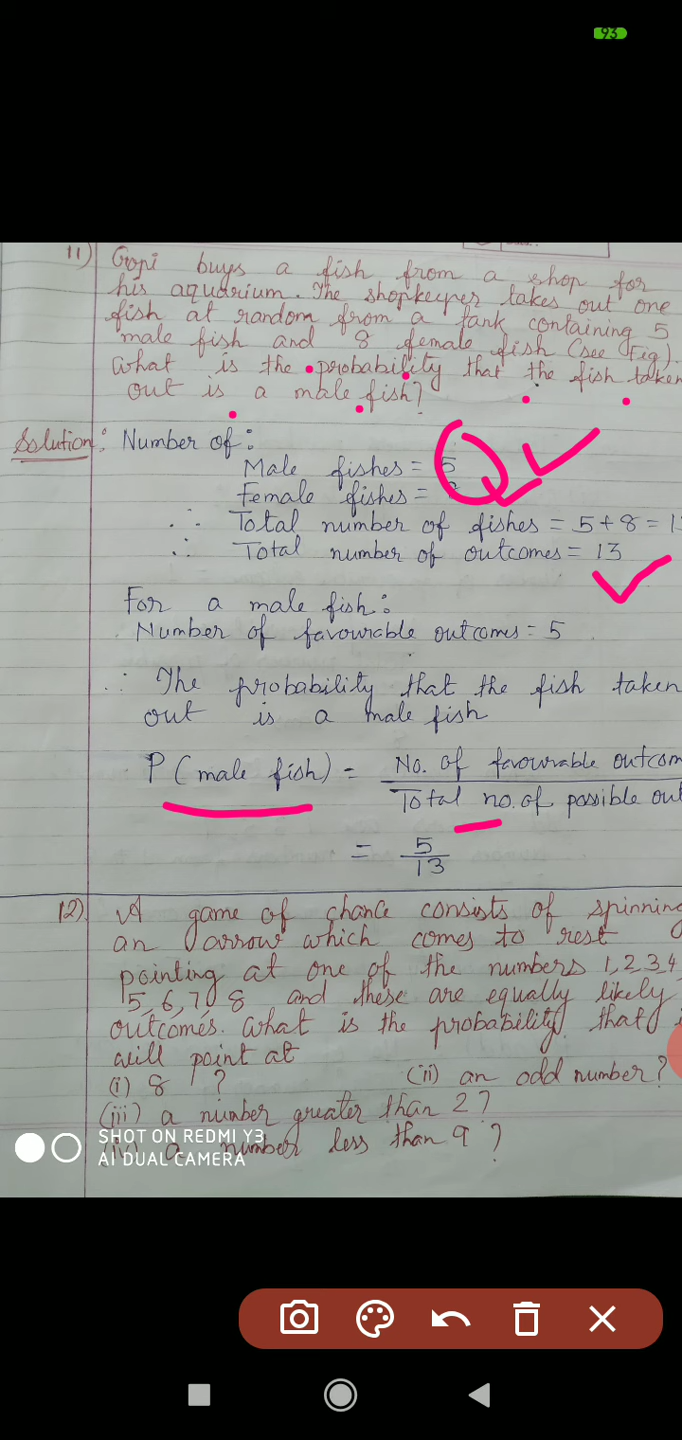 93
11) Gopi buys a fish from a shop for
his aquarium. The shopkeeper takes out one
fish at random from a tank containing 5
male fish and 8 female fish (see Fig).
What is the probability that the fish taken
out is a male fish?
Solution: Number of:
Male fishes = 5
Female fishes =
∴ Total number of fishes = 5+8 = 1
∴ Total number of outcomes = 13
For a male fish:
Number of favourable outcomes = 5
∴ The probability that the fish taken
out is a male fish
P (male fish) = No. of favourable outcom
Total no. of possible out
= 5
13
12) A game of chance consists of spinning
an arrow which comes to rest
pointing at one of the numbers 1,2,3,4
5,6,7,8 and these are equally likely
outcomes. What is the probability that i
will point at
(i) 8 ? (ii) an odd number?
(iii) a number greater than 2?
(iv) a number less than 9 ?
SHOT ON REDMI Y3
AI DUAL CAMERA